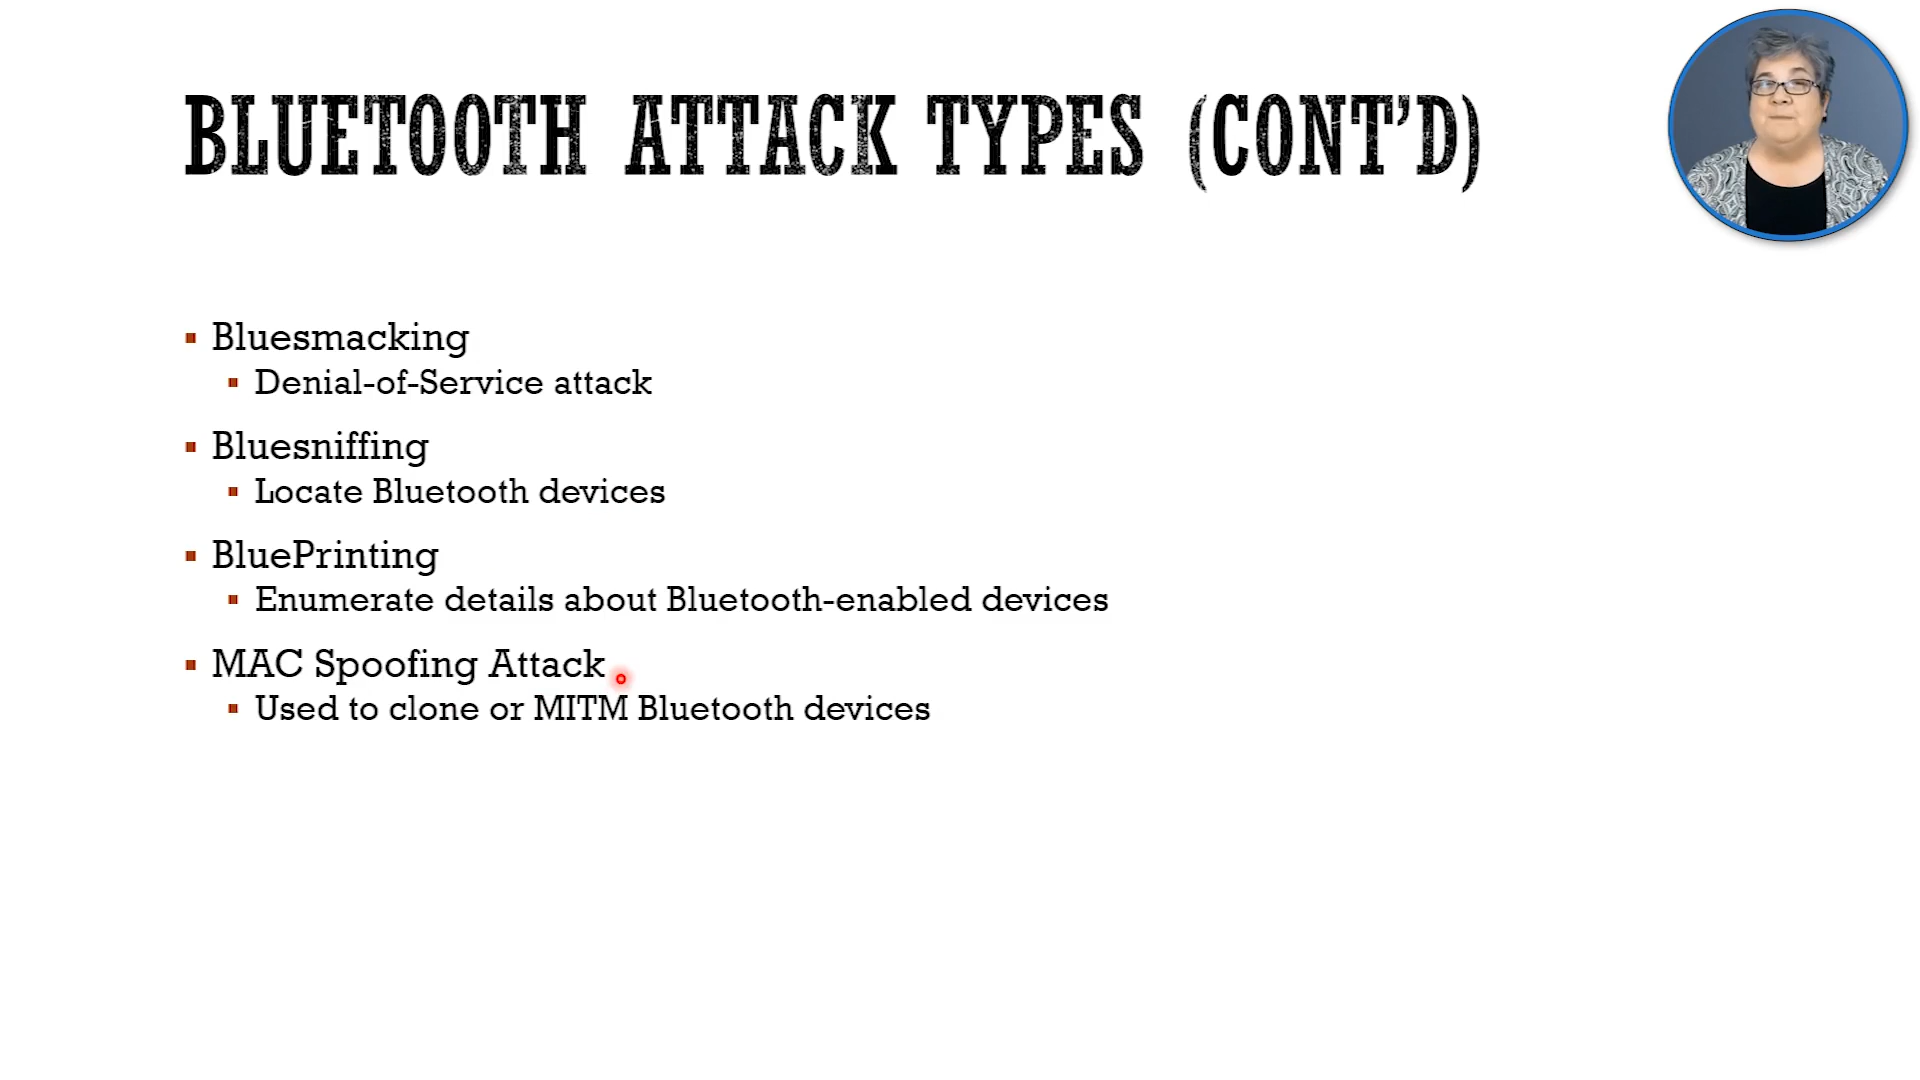 BLUETOOTH ATTACK TYPES (CONT’D)
Bluesmacking
Denial-of-Service attack
Bluesniffing
Locate Bluetooth devices
BluePrinting
Enumerate details about Bluetooth-enabled devices
MAC Spoofing Attack
Used to clone or MITM Bluetooth devices